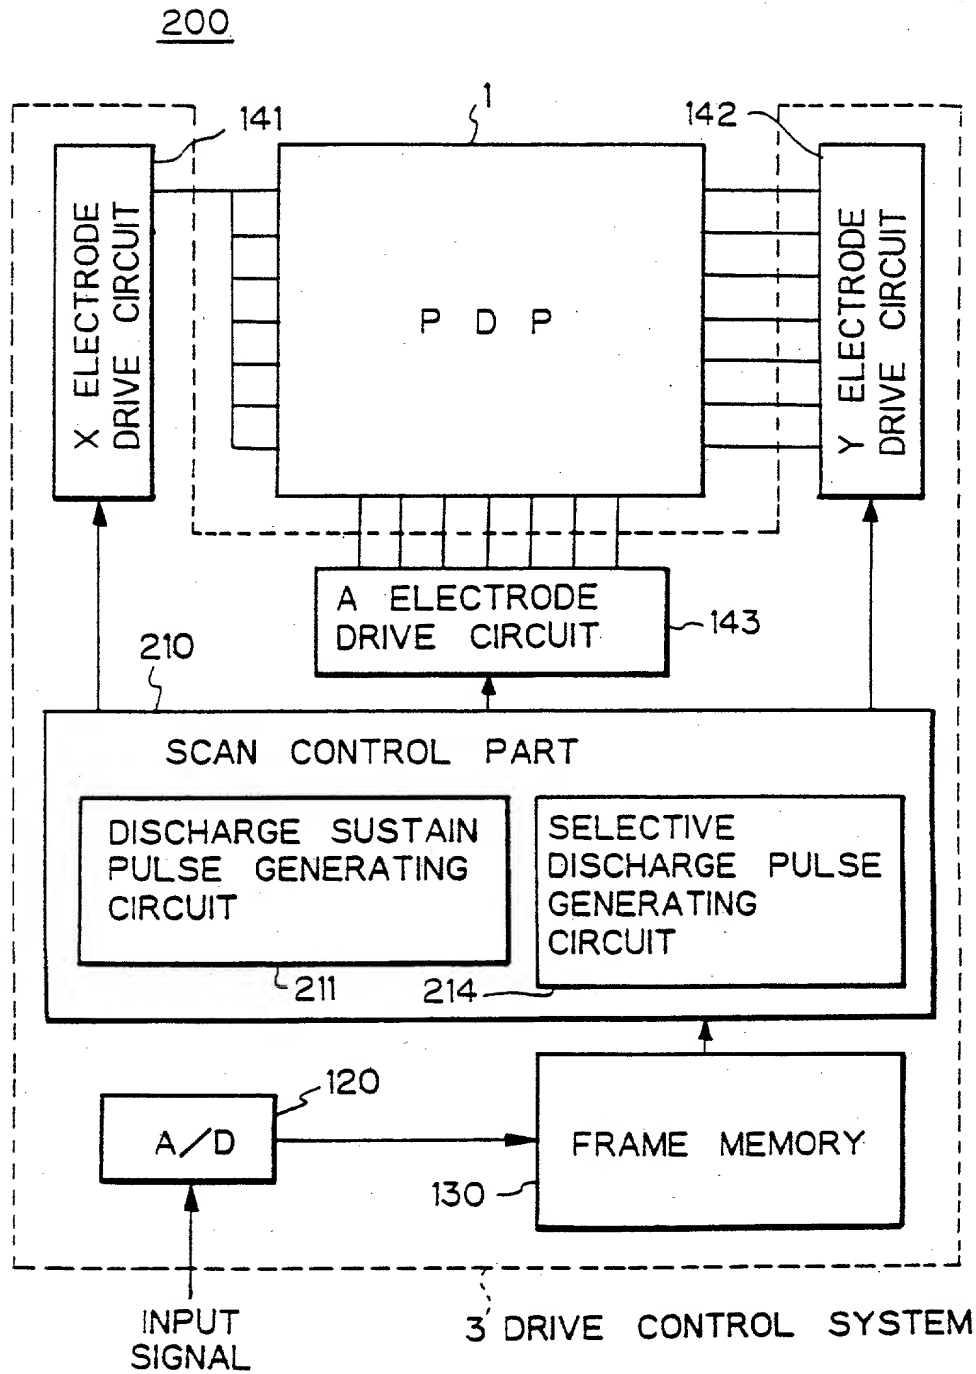 200
1
141
142
X ELECTRODE
DRIVE CIRCUIT
P D P
Y ELECTRODE
DRIVE CIRCUIT
A ELECTRODE
DRIVE CIRCUIT
143
210
SCAN CONTROL PART
DISCHARGE SUSTAIN
PULSE GENERATING
CIRCUIT
211
SELECTIVE
DISCHARGE PULSE
GENERATING
CIRCUIT
214
120
A/D
FRAME MEMORY
130
INPUT
SIGNAL
3 DRIVE CONTROL SYSTEM